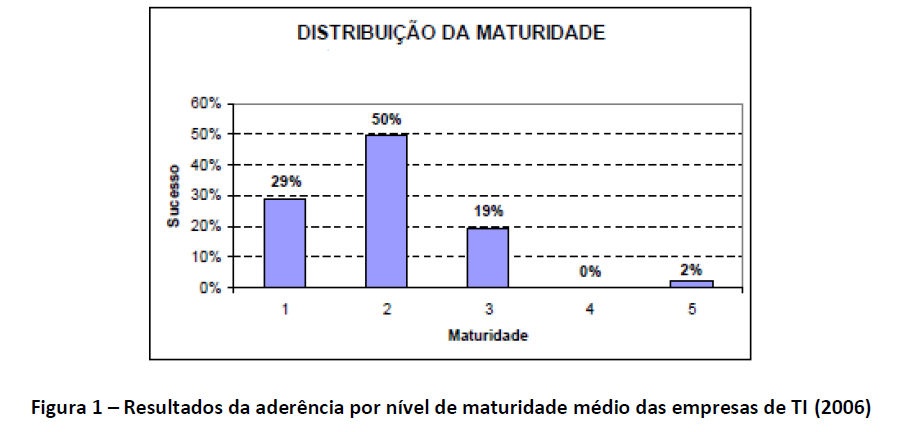 DISTRIBUIÇÃO DA MATURIDADE
60%
50%
40%
30%
20%
10%
0%
Sucesso
29%
50%
19%
0%
2%
1 2 3 4 5
Maturidade
Figura 1 – Resultados da aderência por nível de maturidade médio das empresas de TI (2006)